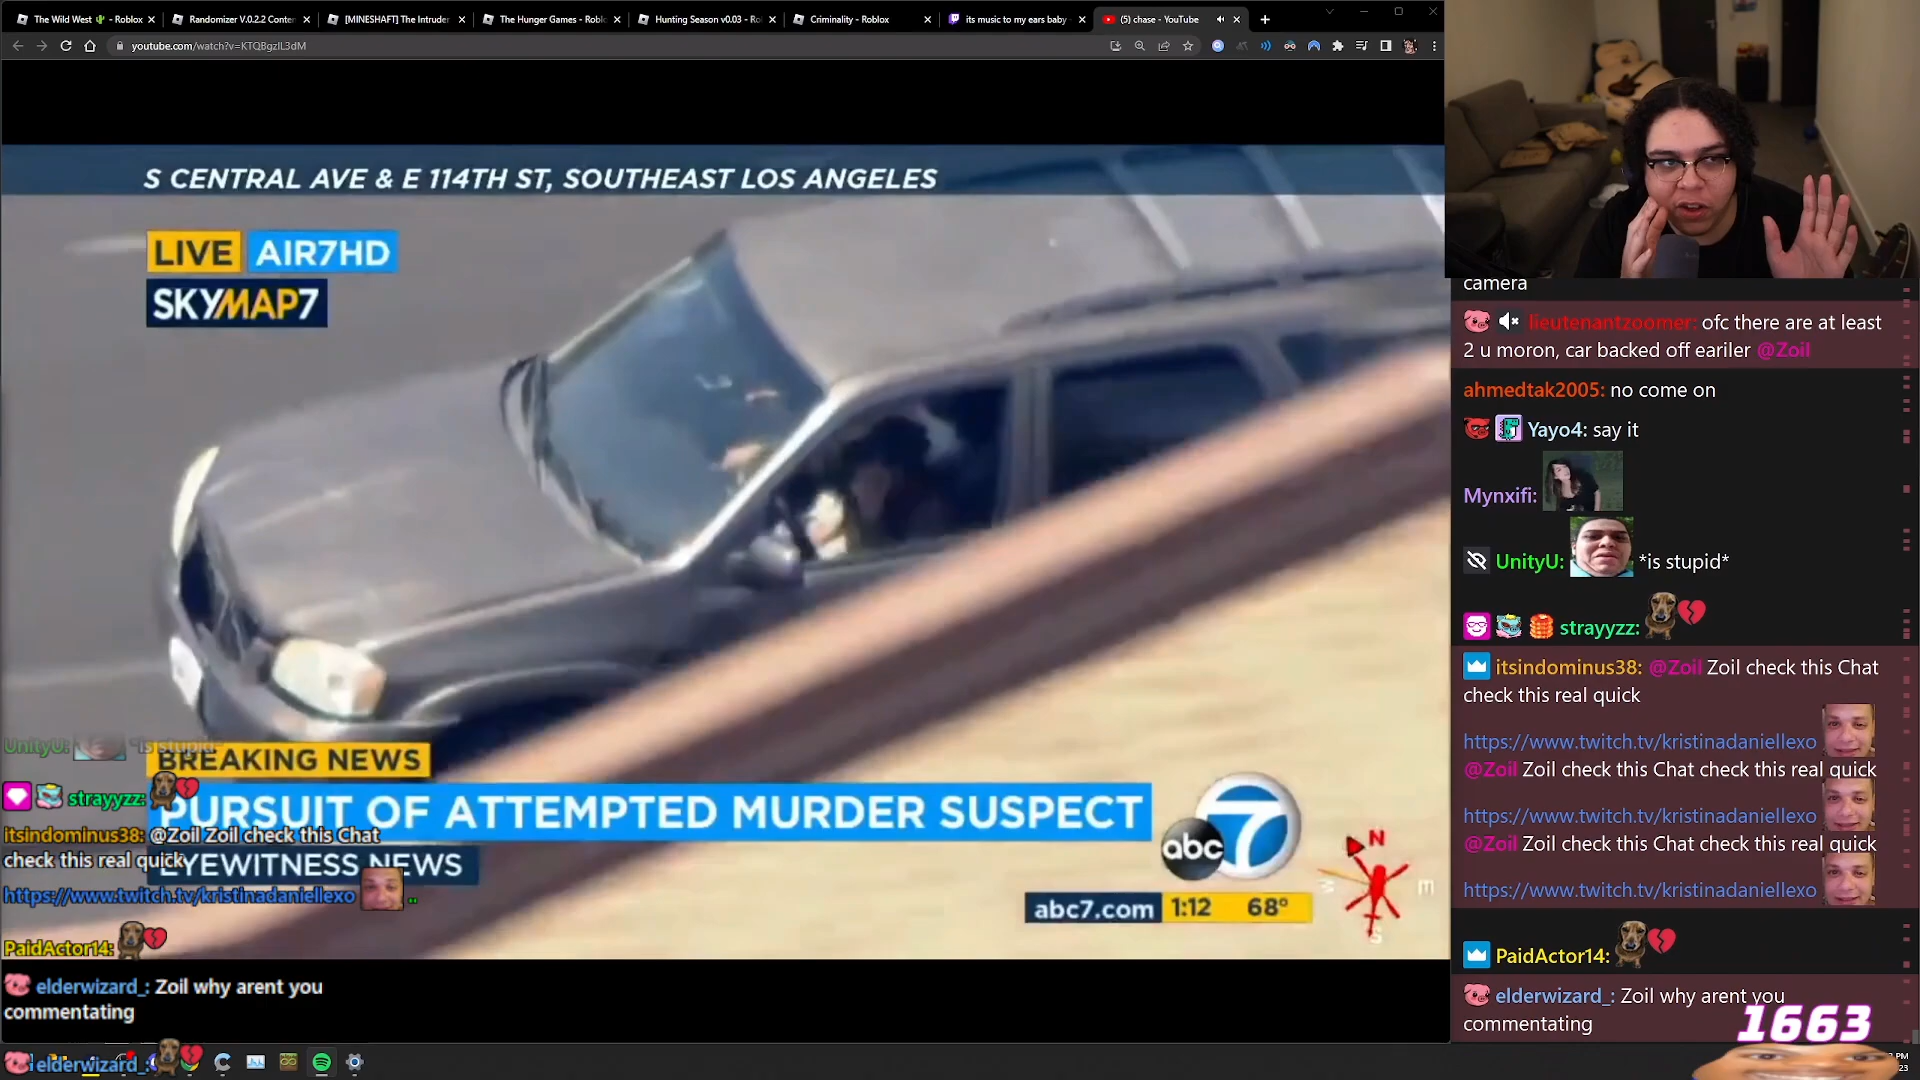 The Wild West 🌵 - Roblox
Randomizer V.0.2.2 Conten
[MINESHAFT] The Intruder
The Hunger Games - Robl
Hunting Season v0.03 - Ro
Criminality - Roblox
its music to my ears baby -
(5) chase - YouTube
youtube.com/watch?v=KTQBgzlL3dM
S CENTRAL AVE & E 114TH ST, SOUTHEAST LOS ANGELES
LIVE AIR7HD
SKYMAP7
BREAKING NEWS
PURSUIT OF ATTEMPTED MURDER SUSPECT
EYEWITNESS NEWS
abc 7
abc7.com 1:12 68°
N
S
UnityU: *is stupid*
strayyzz:
itsindominus38: @Zoil Zoil check this Chat
check this real quick
https://www.twitch.tv/kristinadaniellexo
PaidActor14:
elderwizard_: Zoil why arent you
commentating
elderwizard_:
camera
lieutenantzoomer: ofc there are at least
2 u moron, car backed off eariler @Zoil
ahmedtak2005: no come on
Yayo4: say it
Mynxifi:
UnityU: *is stupid*
strayyzz:
itsindominus38: @Zoil Zoil check this Chat
check this real quick
https://www.twitch.tv/kristinadaniellexo
@Zoil Zoil check this Chat check this real quick
https://www.twitch.tv/kristinadaniellexo
@Zoil Zoil check this Chat check this real quick
https://www.twitch.tv/kristinadaniellexo
PaidActor14:
elderwizard_: Zoil why arent you
commentating
1663
PM
23